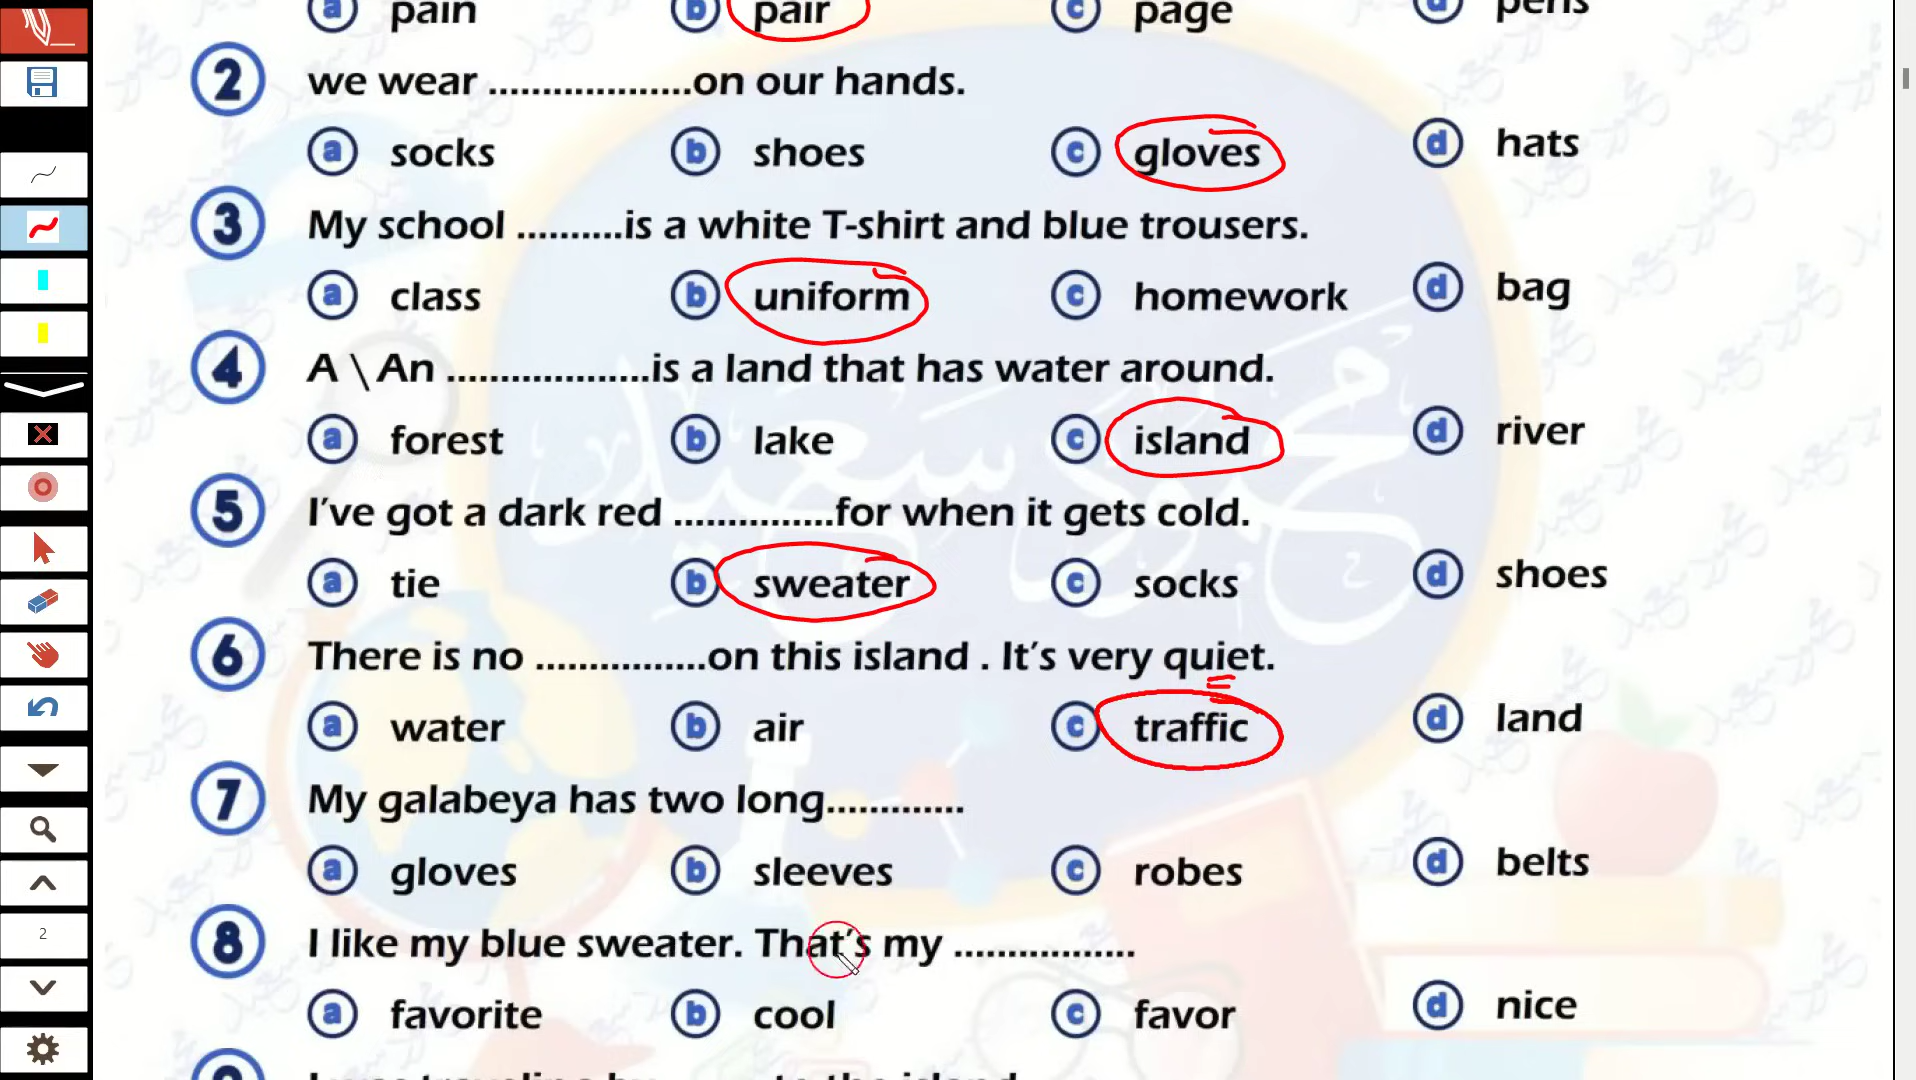 a pain b pair c page d pens
2 we wear ...................on our hands.
a socks b shoes c gloves d hats
3 My school ..........is a white T-shirt and blue trousers.
a class b uniform c homework d bag
4 A \ An ...................is a land that has water around.
a forest b lake c island d river
5 I've got a dark red ...............for when it gets cold.
a tie b sweater c socks d shoes
6 There is no ................on this island . It's very quiet.
a water b air c traffic d land
7 My galabeya has two long.............
a gloves b sleeves c robes d belts
8 I like my blue sweater. That's my .................
a favorite b cool c favor d nice
2